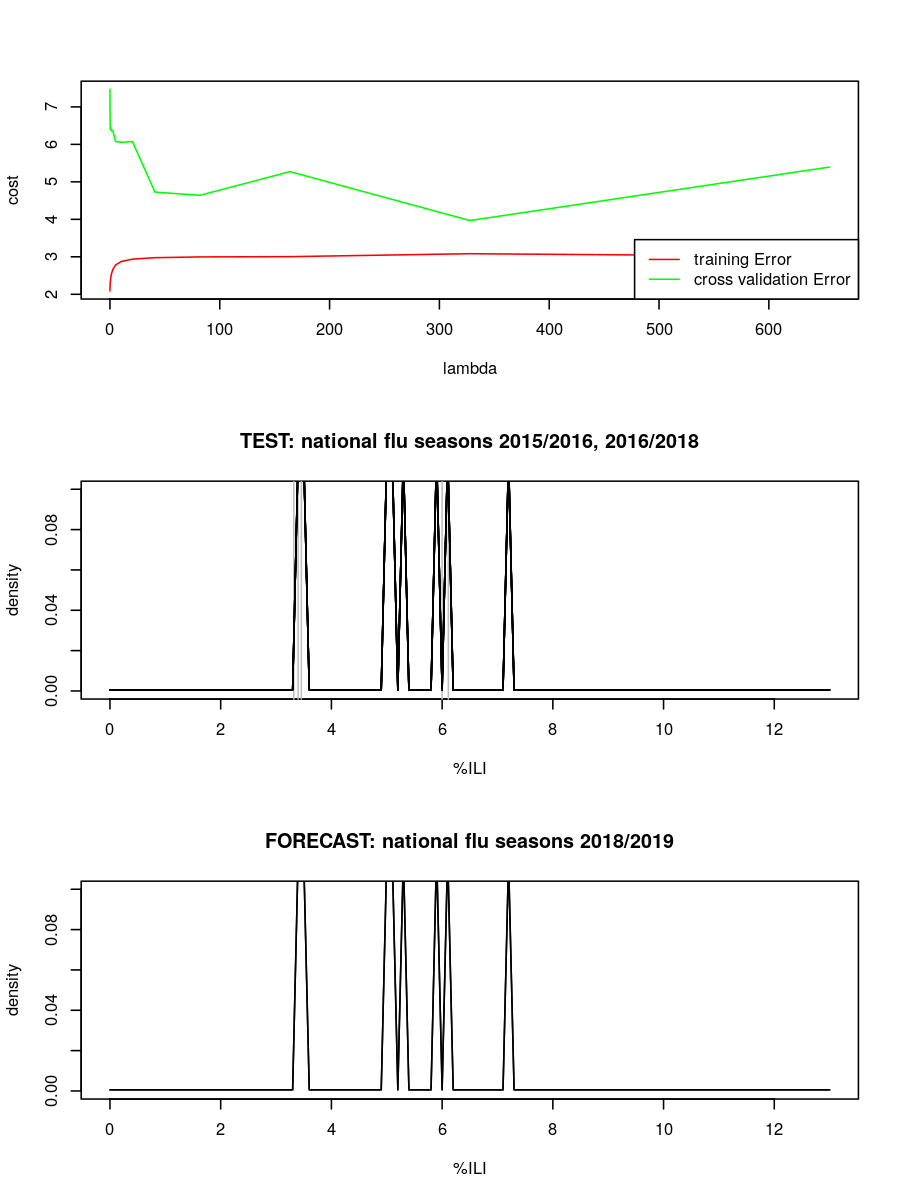 7
6
5
4
3
2
cost
training Error
cross validation Error
0 100 200 300 400 500 600
lambda
TEST: national flu seasons 2015/2016, 2016/2018
0.08
0.04
0.00
density
0 2 4 6 8 10 12
%ILI
FORECAST: national flu seasons 2018/2019
0.08
0.04
0.00
density
0 2 4 6 8 10 12
%ILI